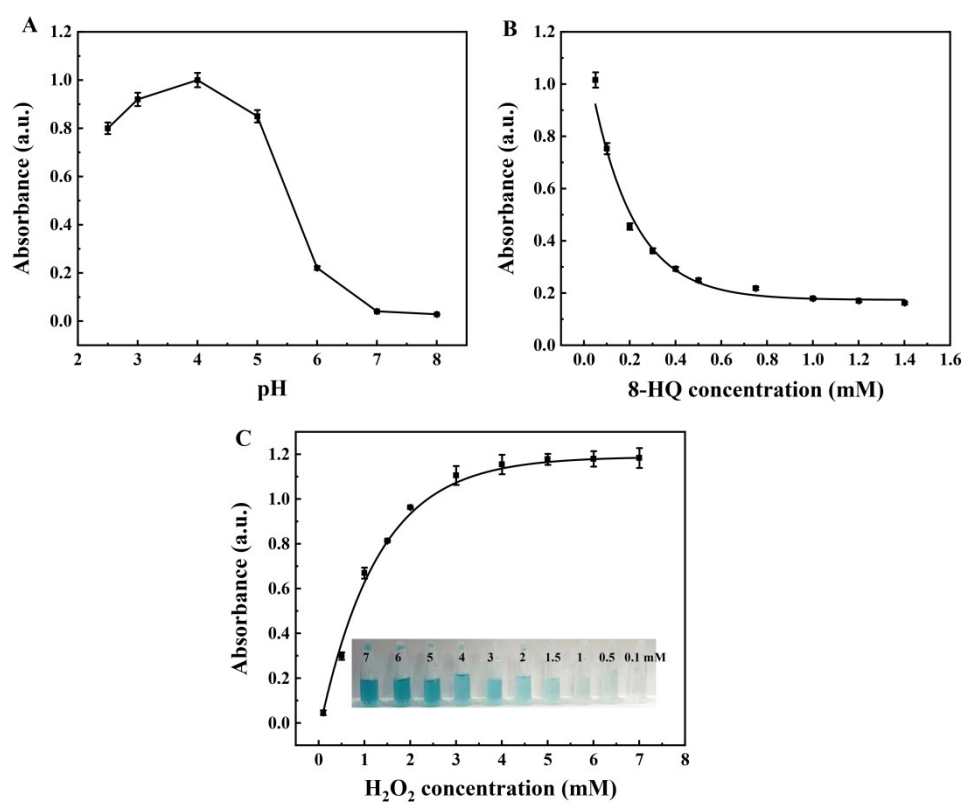 A
Absorbance (a.u.)
1.2
1.0
0.8
0.6
0.4
0.2
0.0
2 3 4 5 6 7 8
pH
B
Absorbance (a.u.)
1.2
1.0
0.8
0.6
0.4
0.2
0.0
0.0 0.2 0.4 0.6 0.8 1.0 1.2 1.4 1.6
8-HQ concentration (mM)
C
Absorbance (a.u.)
1.2
1.0
0.8
0.6
0.4
0.2
0.0
7 6 5 4 3 2 1.5 1 0.5 0.1 mM
0 1 2 3 4 5 6 7 8
H₂O₂ concentration (mM)